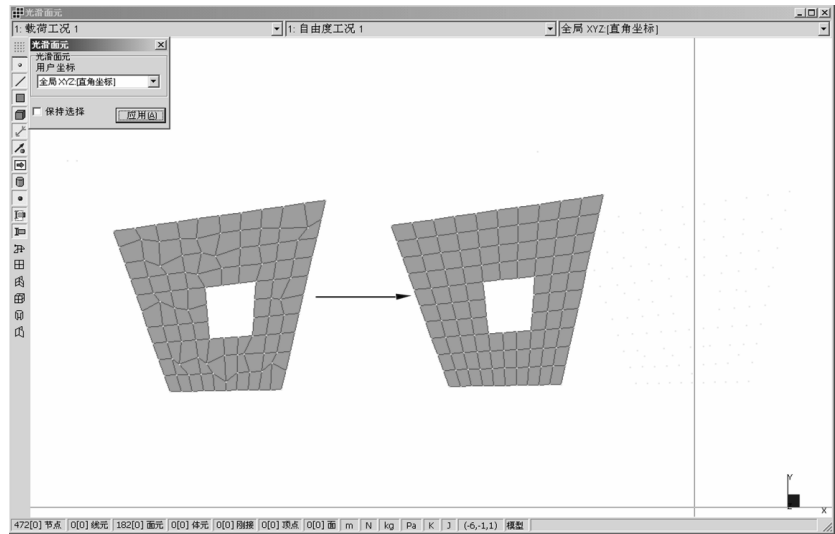 光滑面元
1: 载荷工况 1
1: 自由度工况 1
全局 XYZ[直角坐标]
光滑面元
光滑面元
用户坐标
全局 XYZ:[直角坐标]
保持选择
应用(A)
Y
Z
X
472[0] 节点 0[0] 线元 182[0] 面元 0[0] 体元 0[0] 刚接 0[0] 顶点 0[0] 面 m N kg Pa K J (-6,-1,1) 模型